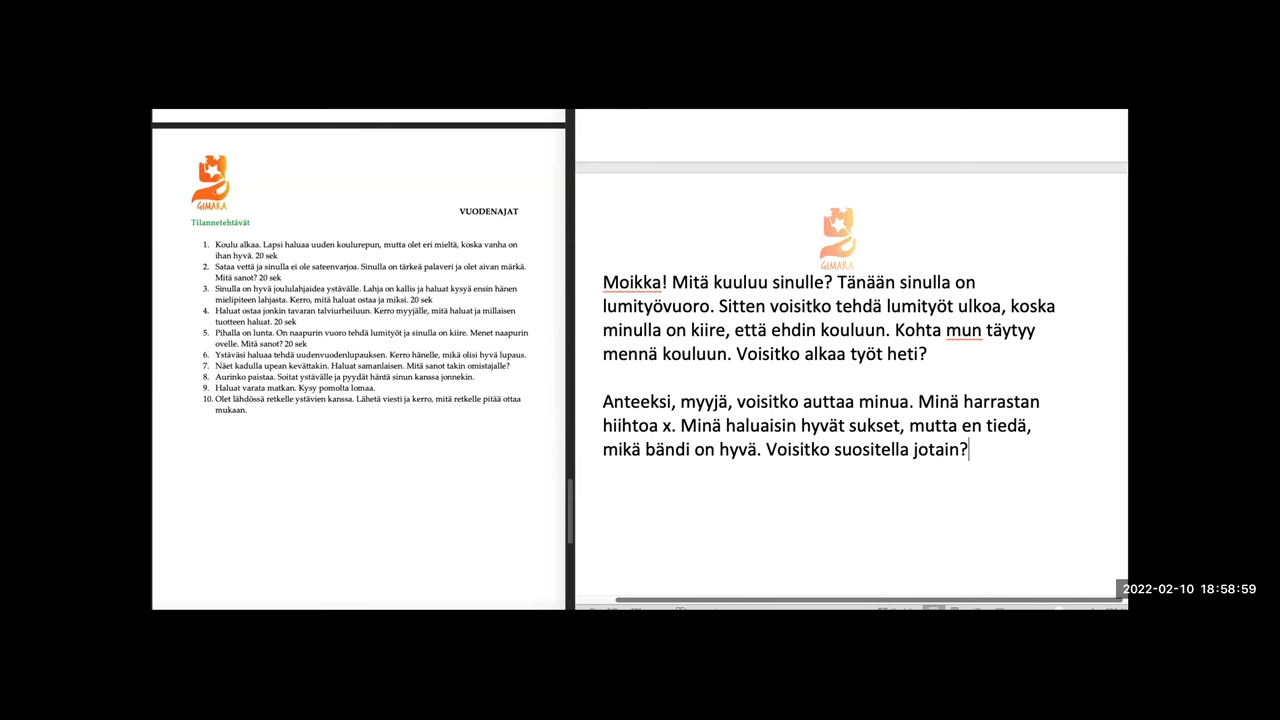 GIMARA
Tilannetehtävät
VUODENAJAT
1. Koulu alkaa. Lapsi haluaa uuden koulurepun, mutta olet eri mieltä, koska vanha on
ihan hyvä. 20 sek
2. Sataa vettä ja sinulla ei ole sateenvarjoa. Sinulla on tärkeä palaveri ja olet aivan märkä.
Mitä sanot? 20 sek
3. Sinulla on hyvä joululahjaidea ystävälle. Lahja on kallis ja haluat kysyä ensin hänen
mielipiteen lahjasta. Kerro, mitä haluat ostaa ja miksi. 20 sek
4. Haluat ostaa jonkin tavaran talviurheiluun. Kerro myyjälle, mitä haluat ja millaisen
tuotteen haluat. 20 sek
5. Pihalla on lunta. On naapurin vuoro tehdä lumityöt ja sinulla on kiire. Menet naapurin
ovelle. Mitä sanot? 20 sek
6. Ystäväsi haluaa tehdä uudenvuodenlupauksen. Kerro hänelle, mikä olisi hyvä lupaus.
7. Näet kadulla upean kevättakin. Haluat samanlaisen. Mitä sanot takin omistajalle?
8. Aurinko paistaa. Soitat ystävälle ja pyydät häntä sinun kanssa jonnekin.
9. Haluat varata matkan. Kysy pomolta lomaa.
10. Olet lähdössä retkelle ystävien kanssa. Lähetä viesti ja kerro, mitä retkelle pitää ottaa
mukaan.
GIMARA
Moikka! Mitä kuuluu sinulle? Tänään sinulla on
lumityövuoro. Sitten voisitko tehdä lumityöt ulkoa, koska
minulla on kiire, että ehdin kouluun. Kohta mun täytyy
mennä kouluun. Voisitko alkaa työt heti?
Anteeksi, myyjä, voisitko auttaa minua. Minä harrastan
hiihtoa x. Minä haluaisin hyvät sukset, mutta en tiedä,
mikä bändi on hyvä. Voisitko suositella jotain?
2022-02-10 18:58:59